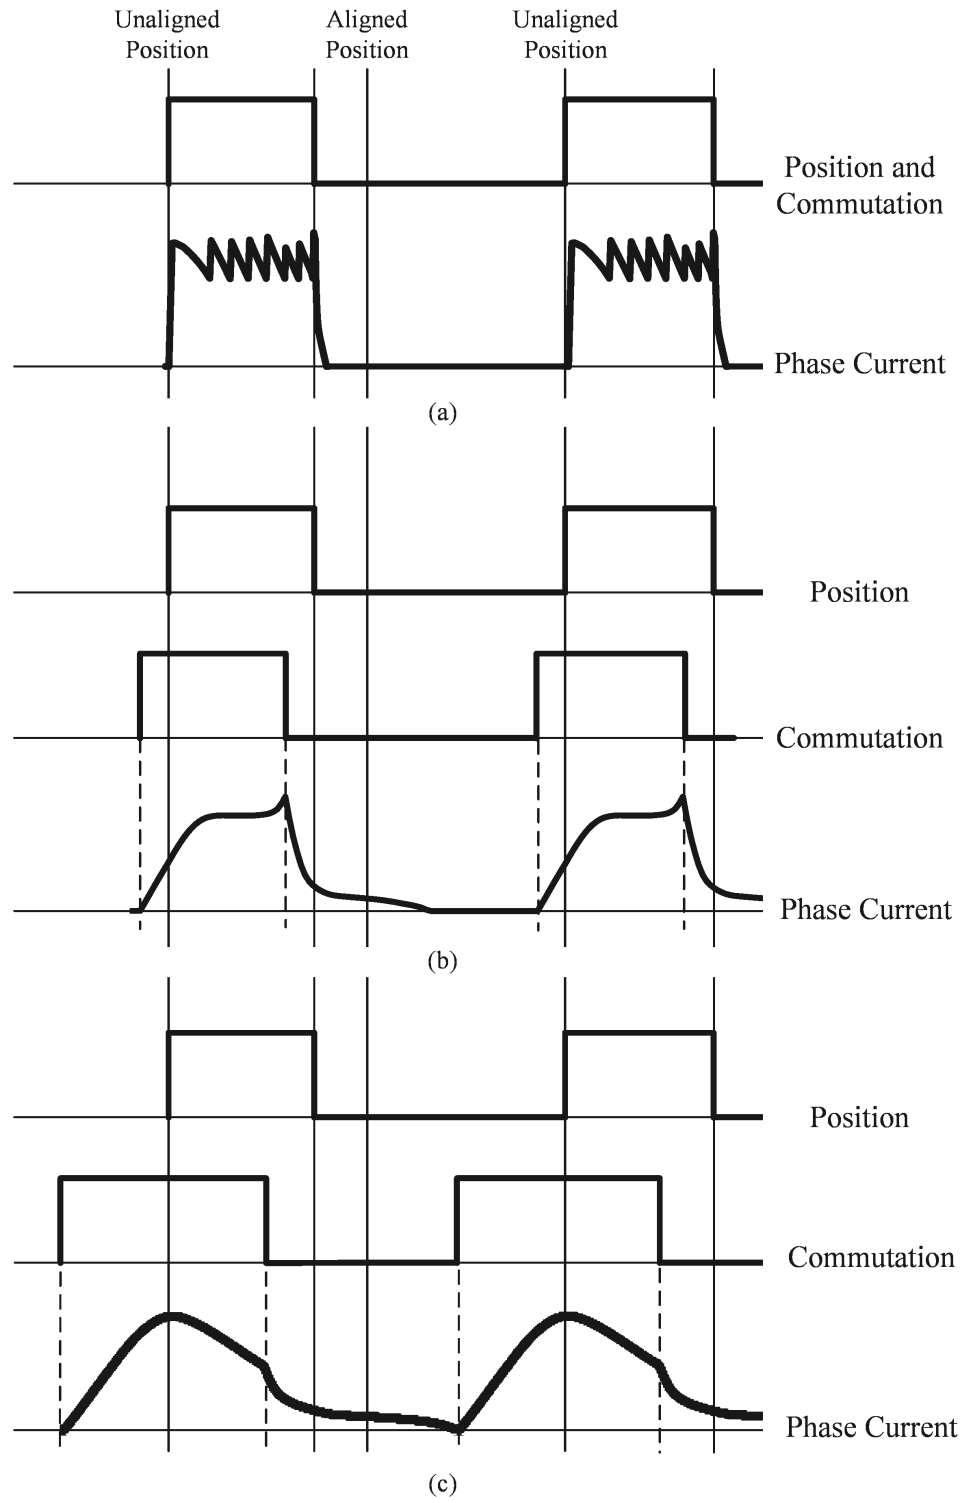 Unaligned Position
Aligned Position
Unaligned Position
Position and
Commutation
Phase Current
(a)
Position
Commutation
Phase Current
(b)
Position
Commutation
Phase Current
(c)